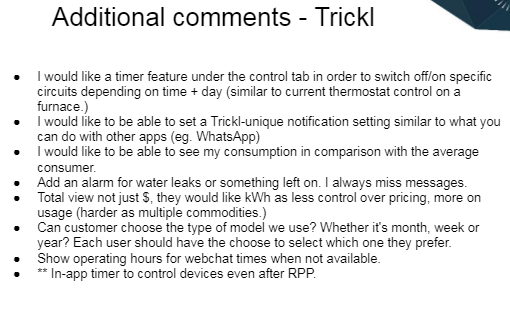 Additional comments - Trickl
● I would like a timer feature under the control tab in order to switch off/on specific
circuits depending on time + day (similar to current thermostat control on a
furnace.)
● I would like to be able to set a Trickl-unique notification setting similar to what you
can do with other apps (eg. WhatsApp)
● I would like to be able to see my consumption in comparison with the average
consumer.
● Add an alarm for water leaks or something left on. I always miss messages.
● Total view not just $, they would like kWh as less control over pricing, more on
usage (harder as multiple commodities.)
● Can customer choose the type of model we use? Whether it's month, week or
year? Each user should have the choose to select which one they prefer.
● Show operating hours for webchat times when not available.
● ** In-app timer to control devices even after RPP.